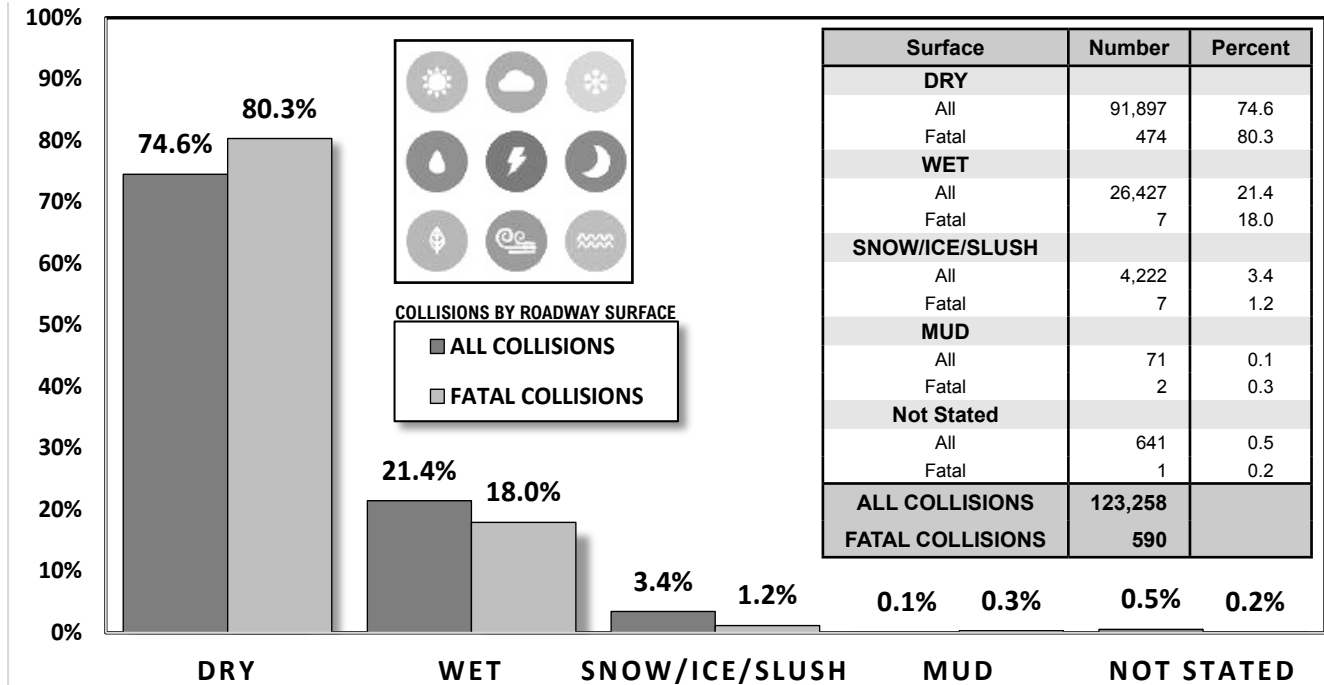 100%
90%
80%
70%
60%
50%
40%
30%
20%
10%
0%
74.6%
80.3%
21.4%
18.0%
3.4%
1.2%
0.1%
0.3%
0.5%
0.2%
DRY
WET
SNOW/ICE/SLUSH
MUD
NOT STATED
COLLISIONS BY ROADWAY SURFACE
ALL COLLISIONS
FATAL COLLISIONS
Surface Number Percent
DRY
All 91,897 74.6
Fatal 474 80.3
WET
All 26,427 21.4
Fatal 7 18.0
SNOW/ICE/SLUSH
All 4,222 3.4
Fatal 7 1.2
MUD
All 71 0.1
Fatal 2 0.3
Not Stated
All 641 0.5
Fatal 1 0.2
ALL COLLISIONS 123,258
FATAL COLLISIONS 590